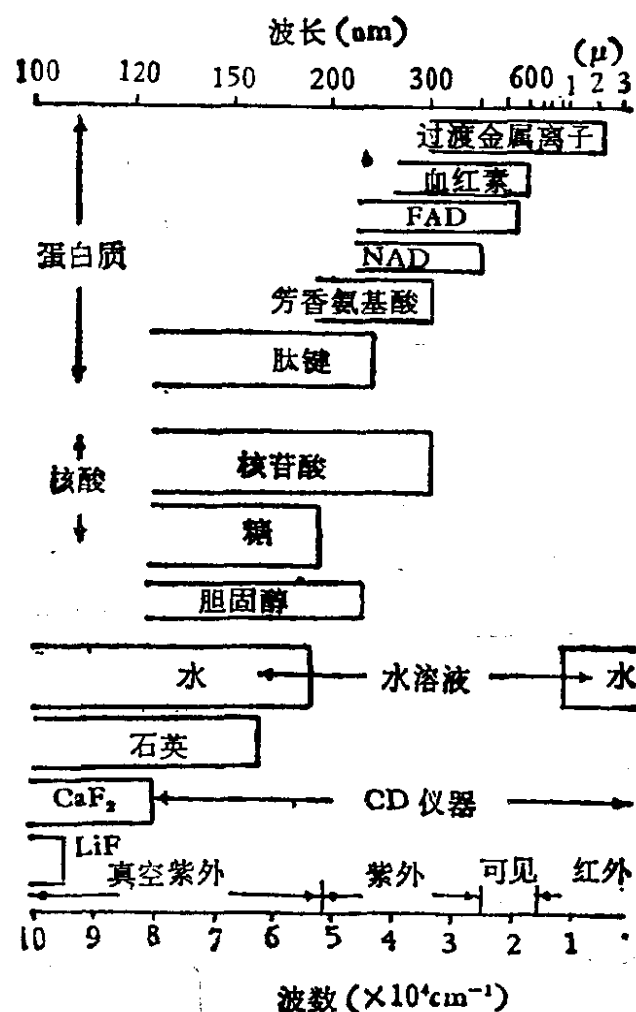 波长(nm)
100 120 150 200 300 600 1 2 3 (μ)
过渡金属离子
血红素
FAD
NAD
蛋白质
芳香氨基酸
肽键
核苷酸
核酸
糖
胆固醇
水 水溶液 水
石英
CaF₂ CD仪器
LiF
真空紫外 紫外 可见 红外
10 9 8 7 6 5 4 3 2 1
波数(×10⁴cm⁻¹)